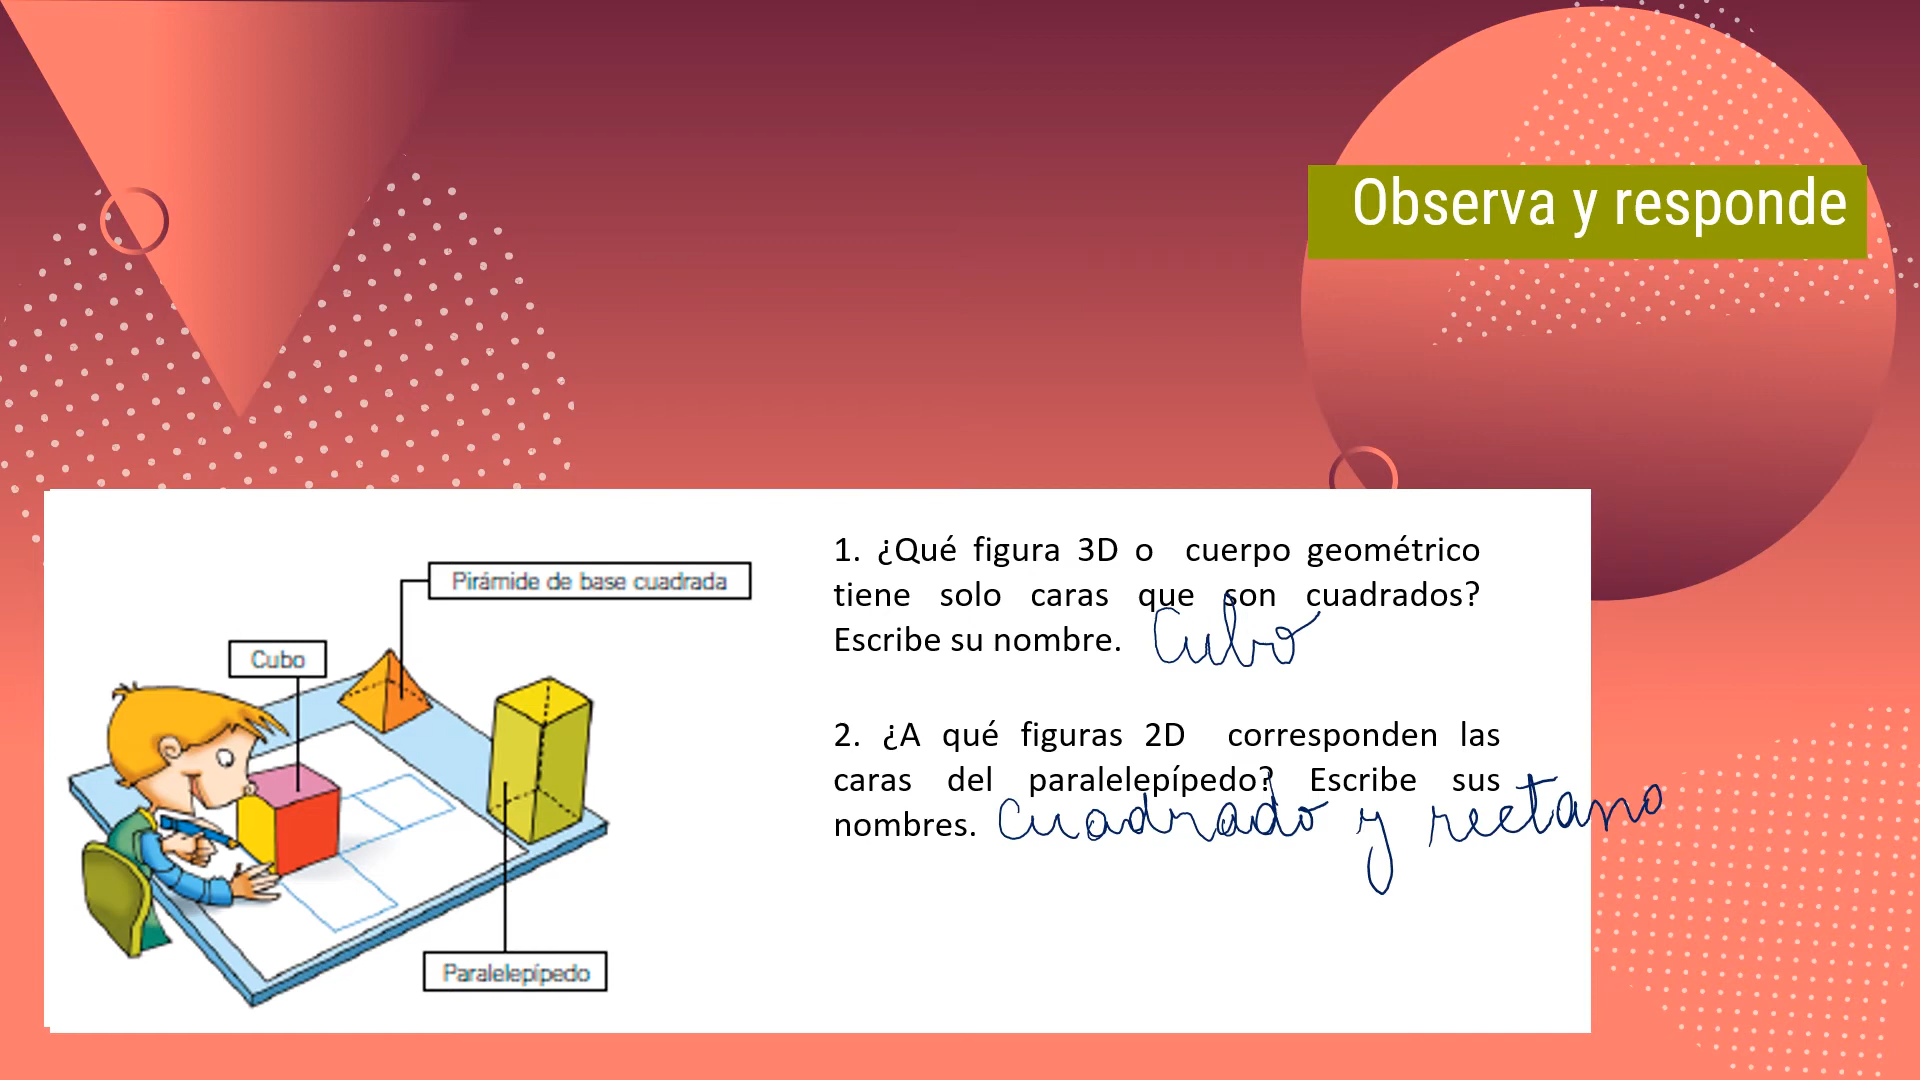 Observa y responde
Pirámide de base cuadrada
Cubo
Paralelepípedo
1. ¿Qué figura 3D o cuerpo geométrico
tiene solo caras que son cuadrados?
Escribe su nombre. Cubo
2. ¿A qué figuras 2D corresponden las
caras del paralelepípedo? Escribe sus
nombres. cuadrado y rectano